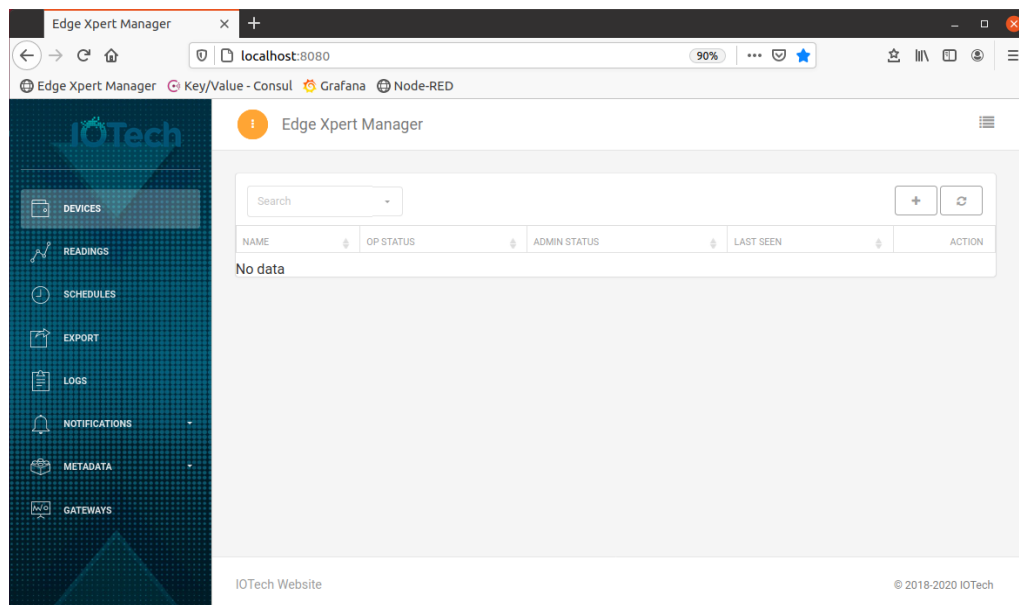 Edge Xpert Manager
localhost:8080
90%
Edge Xpert Manager
Key/Value - Consul
Grafana
Node-RED
IOTech
Edge Xpert Manager
DEVICES
READINGS
SCHEDULES
EXPORT
LOGS
NOTIFICATIONS
METADATA
GATEWAYS
Search
NAME
OP STATUS
ADMIN STATUS
LAST SEEN
ACTION
No data
IOTech Website
© 2018-2020 IOTech